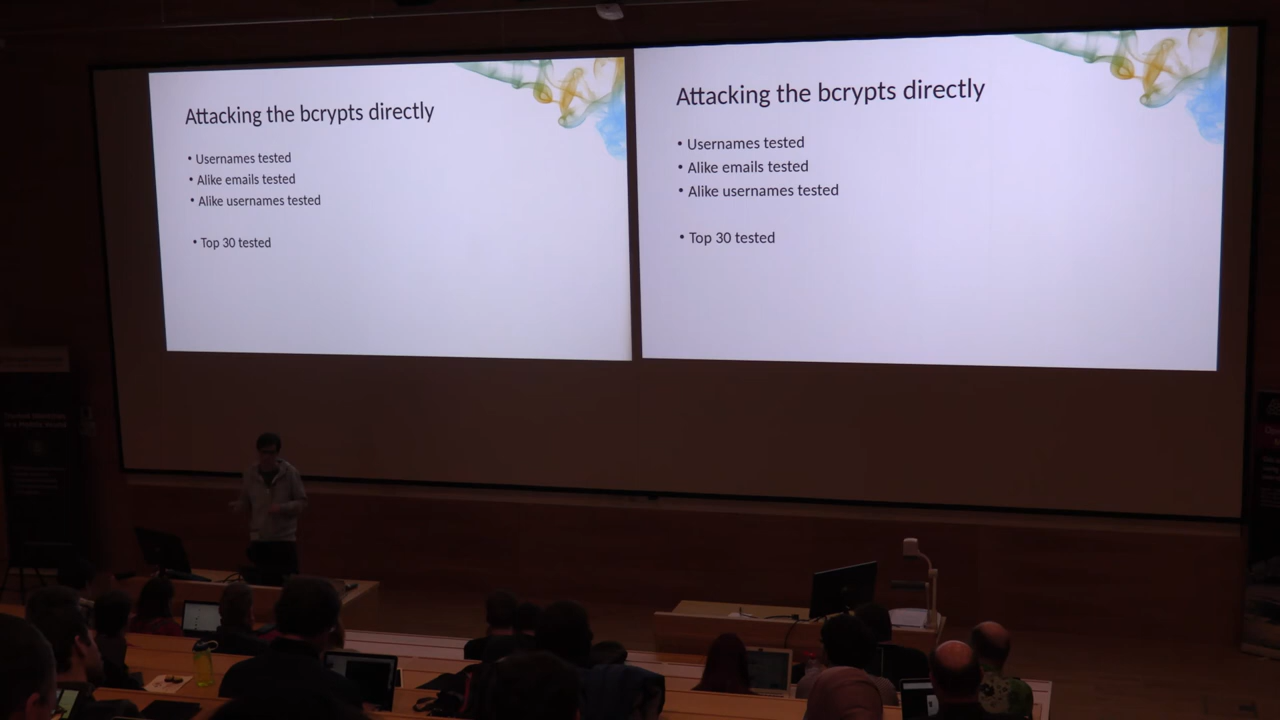 Attacking the bcrypts directly
• Usernames tested
• Alike emails tested
• Alike usernames tested
• Top 30 tested
Attacking the bcrypts directly
• Usernames tested
• Alike emails tested
• Alike usernames tested
• Top 30 tested